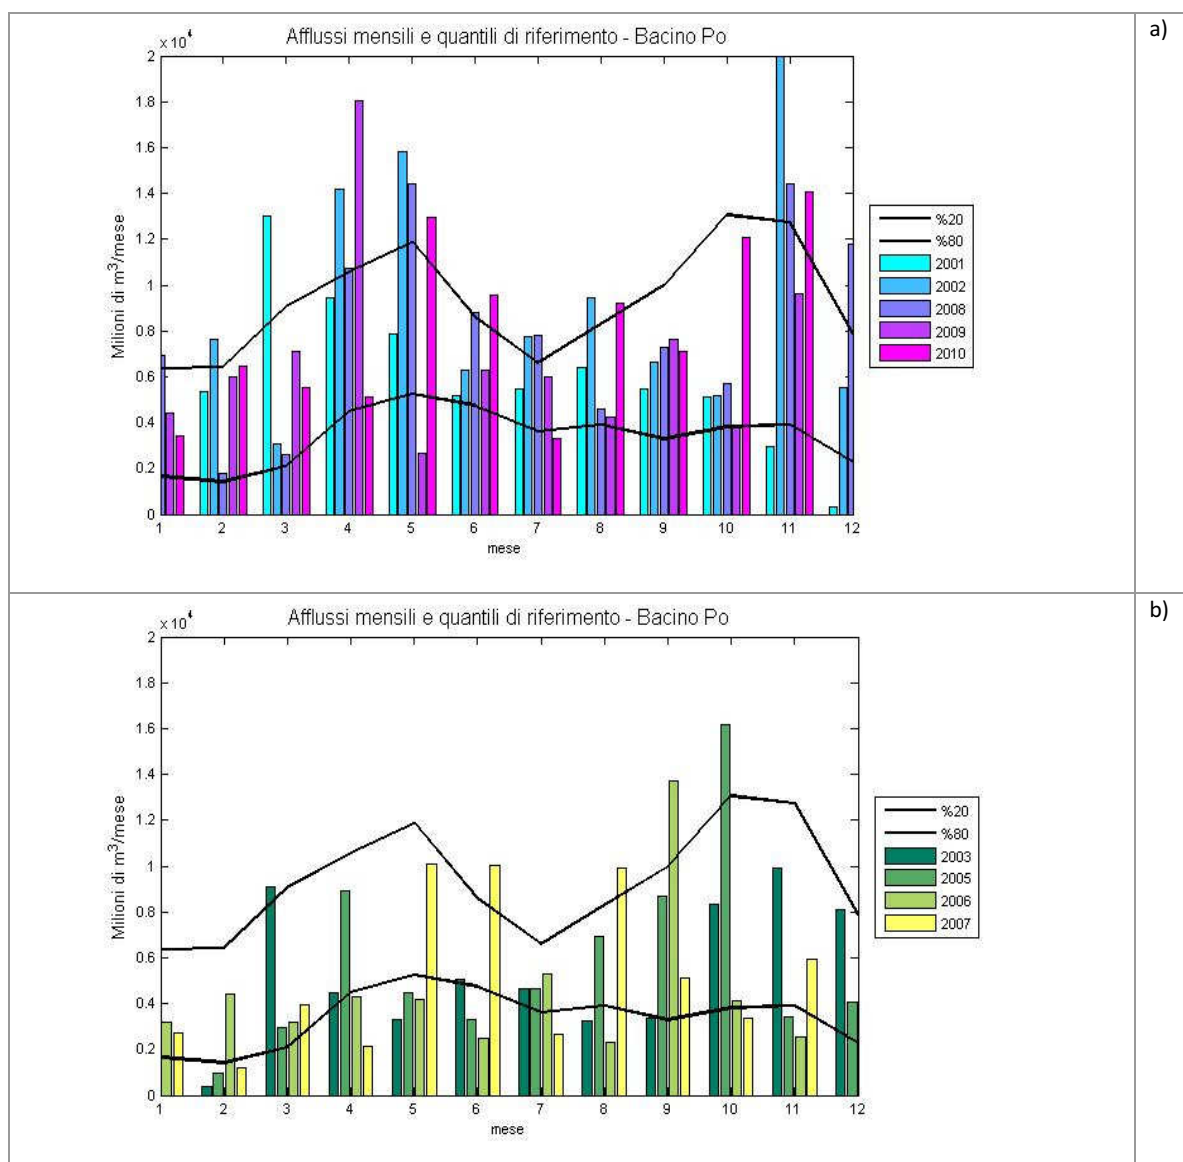 Afflussi mensili e quantili di riferimento - Bacino Po
a)
x 10⁴
2
1.8
1.6
1.4
1.2
1
0.8
0.6
0.4
0.2
0
Milioni di m³/mese
1 2 3 4 5 6 7 8 9 10 11 12
mese
%20
%80
2001
2002
2008
2009
2010
Afflussi mensili e quantili di riferimento - Bacino Po
b)
x 10⁴
2
1.8
1.6
1.4
1.2
1
0.8
0.6
0.4
0.2
0
Milioni di m³/mese
1 2 3 4 5 6 7 8 9 10 11 12
mese
%20
%80
2003
2005
2006
2007